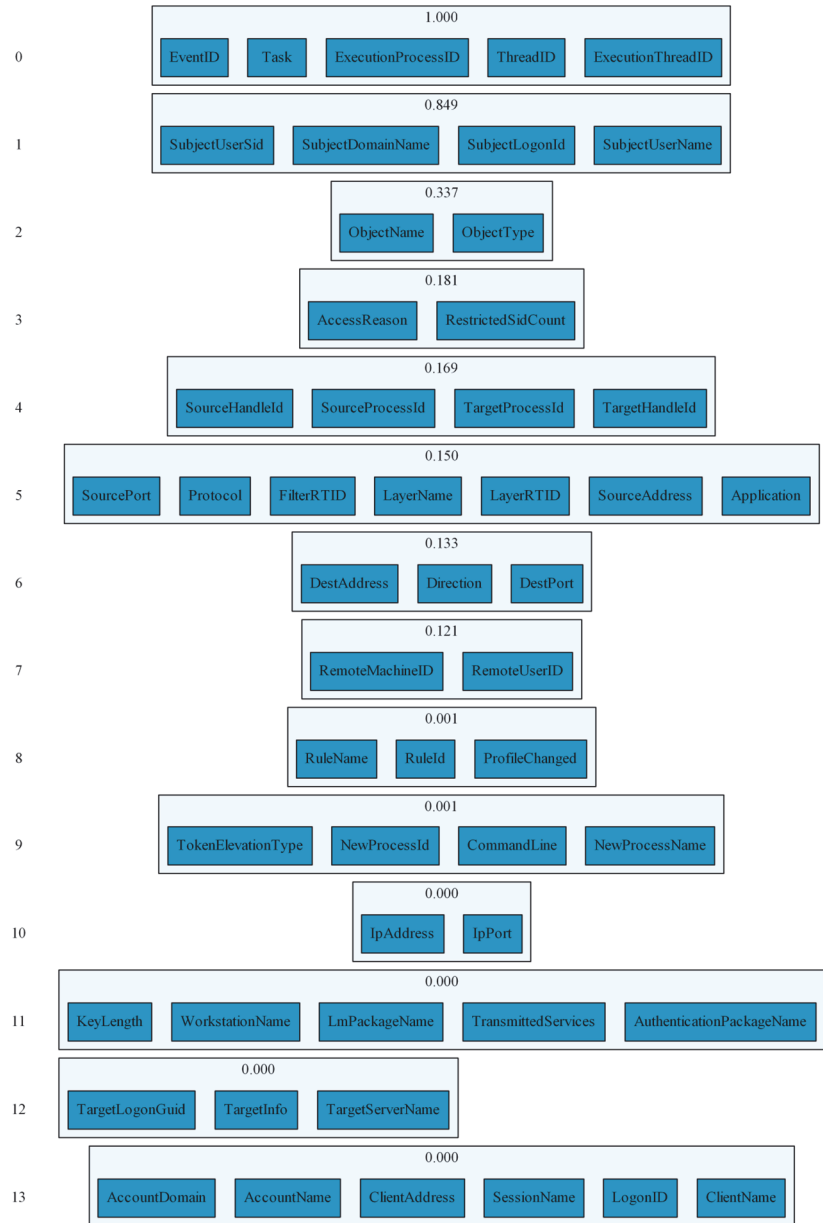 1.000
0 EventID Task ExecutionProcessID ThreadID ExecutionThreadID
0.849
1 SubjectUserSid SubjectDomainName SubjectLogonId SubjectUserName
0.337
2 ObjectName ObjectType
0.181
3 AccessReason RestrictedSidCount
0.169
4 SourceHandleId SourceProcessId TargetProcessId TargetHandleId
0.150
5 SourcePort Protocol FilterRTID LayerName LayerRTID SourceAddress Application
0.133
6 DestAddress Direction DestPort
0.121
7 RemoteMachineID RemoteUserID
0.001
8 RuleName RuleId ProfileChanged
0.001
9 TokenElevationType NewProcessId CommandLine NewProcessName
0.000
10 IpAddress IpPort
0.000
11 KeyLength WorkstationName LmPackageName TransmittedServices AuthenticationPackageName
0.000
12 TargetLogonGuid TargetInfo TargetServerName
0.000
13 AccountDomain AccountName ClientAddress SessionName LogonID ClientName